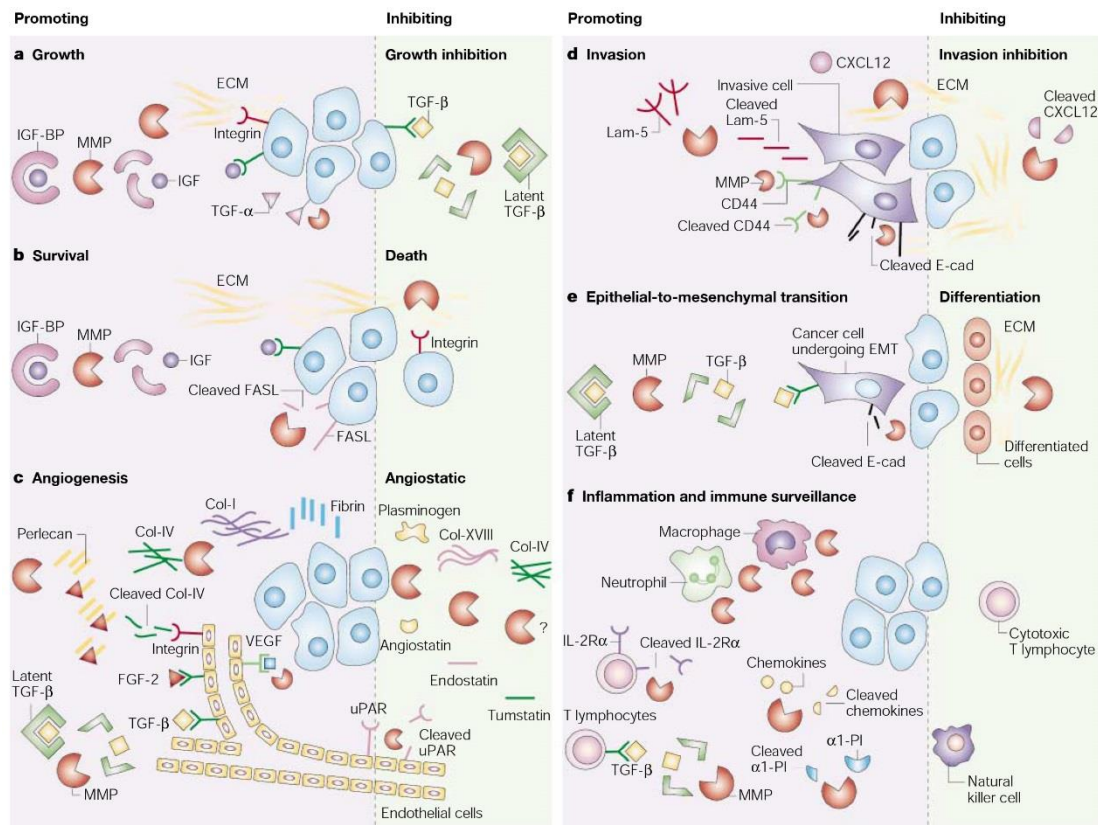 Promoting
Inhibiting
a Growth
Growth inhibition
ECM
TGF-β
Integrin
IGF-BP
MMP
IGF
TGF-α
Latent
TGF-β
b Survival
Death
ECM
IGF-BP
MMP
IGF
Integrin
Cleaved FASL
FASL
c Angiogenesis
Angiostatic
Col-I
Fibrin
Plasminogen
Perlecan
Col-IV
Col-XVIII
Col-IV
Cleaved Col-IV
?
Integrin
VEGF
Angiostatin
FGF-2
Endostatin
Latent
TGF-β
Tumstatin
TGF-β
uPAR
Cleaved
uPAR
MMP
Endothelial cells
Promoting
Inhibiting
d Invasion
Invasion inhibition
CXCL12
Invasive cell
ECM
Cleaved
CXCL12
Lam-5
Cleaved
Lam-5
MMP
CD44
Cleaved CD44
Cleaved E-cad
e Epithelial-to-mesenchymal transition
Differentiation
Cancer cell
undergoing EMT
ECM
MMP
TGF-β
Latent
TGF-β
Cleaved E-cad
Differentiated
cells
f Inflammation and immune surveillance
Macrophage
Neutrophil
IL-2Rα
Cleaved IL-2Rα
Cytotoxic
T lymphocyte
Chemokines
Cleaved
chemokines
T lymphocytes
TGF-β
MMP
Cleaved
α1-PI
α1-PI
Natural
killer cell